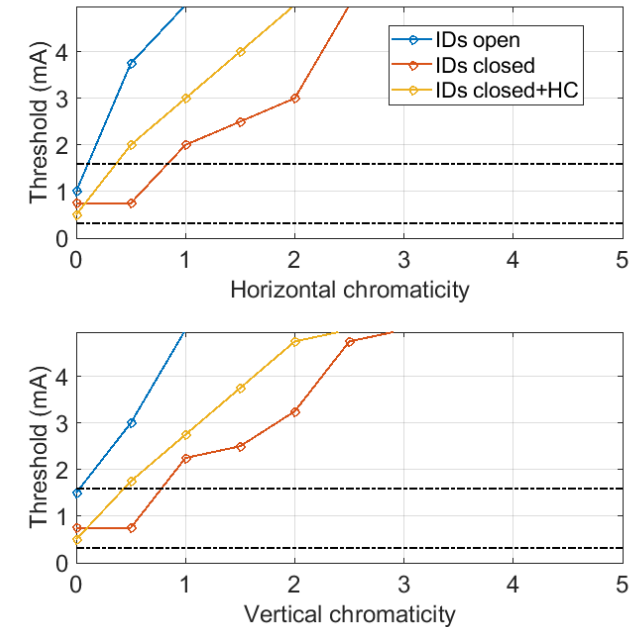 Threshold (mA)
4
3
2
1
0
IDs open
IDs closed
IDs closed+HC
0 1 2 3 4 5
Horizontal chromaticity
Threshold (mA)
4
3
2
1
0
0 1 2 3 4 5
Vertical chromaticity